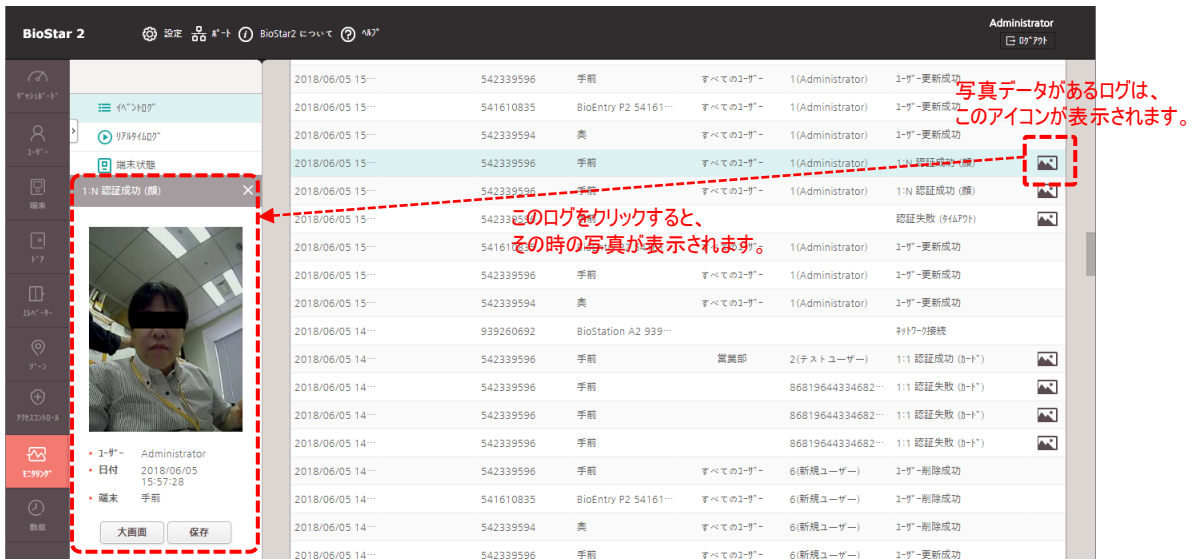 BioStar 2
設定
ﾎﾟｰﾄ
BioStar2 について
ﾍﾙﾌﾟ
Administrator
ﾛｸﾞｱｳﾄ
ﾀﾞｯｼｭﾎﾞｰﾄﾞ
ﾕｰｻﾞｰ
端末
ﾄﾞｱ
ｴﾚﾍﾞｰﾀｰ
ｿﾞｰﾝ
ｱｸｾｽｺﾝﾄﾛｰﾙ
ﾓﾆﾀﾘﾝｸﾞ
勤怠
ｲﾍﾞﾝﾄﾛｸﾞ
ﾘｱﾙﾀｲﾑﾛｸﾞ
端末状態
1:N 認証成功 (顔)
• ﾕｰｻﾞｰ Administrator
• 日付 2018/06/05
15:57:28
• 端末 手前
大画面 保存
2018/06/05 15… 542339596 手前 すべてのﾕｰｻﾞｰ 1(Administrator) ﾕｰｻﾞｰ更新成功
2018/06/05 15… 541610835 BioEntry P2 54161… すべてのﾕｰｻﾞｰ 1(Administrator) ﾕｰｻﾞｰ更新成功
2018/06/05 15… 542339594 奥 すべてのﾕｰｻﾞｰ 1(Administrator) ﾕｰｻﾞｰ更新成功
2018/06/05 15… 542339596 手前 すべてのﾕｰｻﾞｰ 1(Administrator) 1:N 認証成功 (顔)
2018/06/05 15… 542339596 手前 すべてのﾕｰｻﾞｰ 1(Administrator) 1:N 認証成功 (顔)
2018/06/05 15… 542339596 手前 認証失敗 (ﾀｲﾑｱｳﾄ)
2018/06/05 15… 541610835 BioEntry P2 54161… すべてのﾕｰｻﾞｰ 1(Administrator) ﾕｰｻﾞｰ更新成功
2018/06/05 15… 542339596 手前 すべてのﾕｰｻﾞｰ 1(Administrator) ﾕｰｻﾞｰ更新成功
2018/06/05 15… 542339594 奥 すべてのﾕｰｻﾞｰ 1(Administrator) ﾕｰｻﾞｰ更新成功
2018/06/05 14… 939260692 BioStation A2 939… ﾈｯﾄﾜｰｸ接続
2018/06/05 14… 542339596 手前 営業部 2(テストユーザー) 1:1 認証成功 (ｶｰﾄﾞ)
2018/06/05 14… 542339596 手前 86819644334682… 1:1 認証失敗 (ｶｰﾄﾞ)
2018/06/05 14… 542339596 手前 86819644334682… 1:1 認証失敗 (ｶｰﾄﾞ)
2018/06/05 14… 542339596 手前 86819644334682… 1:1 認証失敗 (ｶｰﾄﾞ)
2018/06/05 14… 542339596 手前 すべてのﾕｰｻﾞｰ 6(新規ユーザー) ﾕｰｻﾞｰ削除成功
2018/06/05 14… 541610835 BioEntry P2 54161… すべてのﾕｰｻﾞｰ 6(新規ユーザー) ﾕｰｻﾞｰ削除成功
2018/06/05 14… 542339594 奥 すべてのﾕｰｻﾞｰ 6(新規ユーザー) ﾕｰｻﾞｰ削除成功
2018/06/05 14… 542339596 手前 すべてのﾕｰｻﾞｰ 6(新規ユーザー) ﾕｰｻﾞｰ更新成功
写真データがあるログは、
このアイコンが表示されます。
このログをクリックすると、
その時の写真が表示されます。